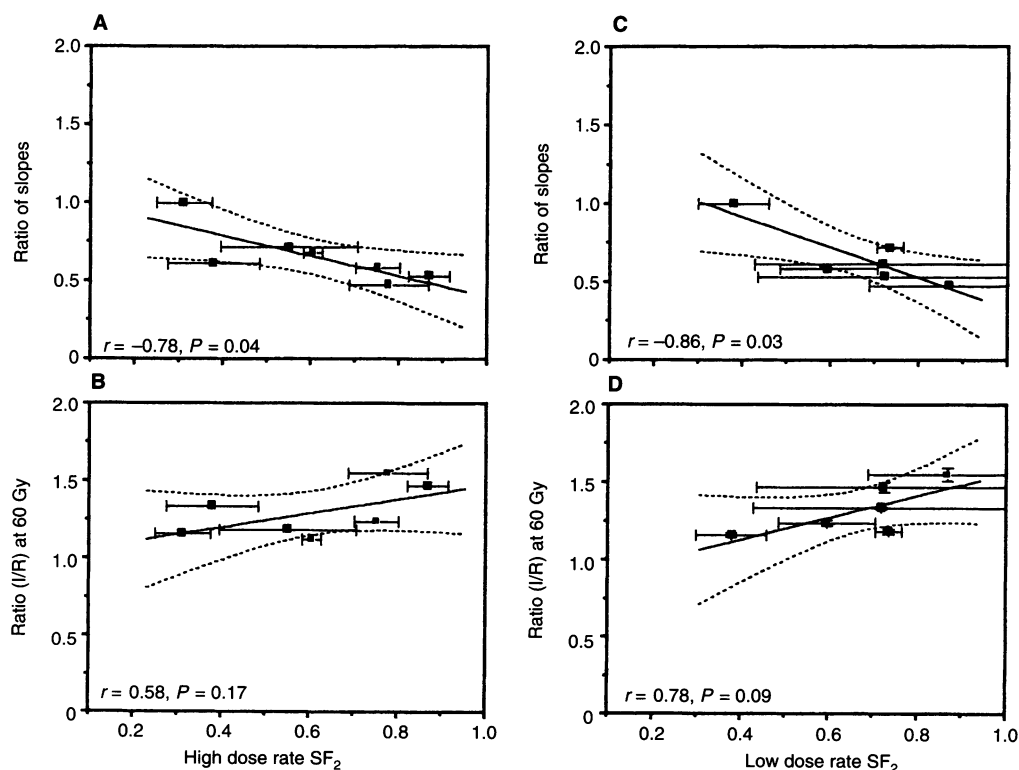 A
2.0
1.5
1.0
0.5
0
Ratio of slopes
r = –0.78, P = 0.04
B
2.0
1.5
1.0
0.5
0
Ratio (I/R) at 60 Gy
r = 0.58, P = 0.17
0.2 0.4 0.6 0.8 1.0
High dose rate SF2
C
2.0
1.5
1.0
0.5
0
Ratio of slopes
r = –0.86, P = 0.03
D
2.0
1.5
1.0
0.5
0
Ratio (I/R) at 60 Gy
r = 0.78, P = 0.09
0.2 0.4 0.6 0.8 1.0
Low dose rate SF2